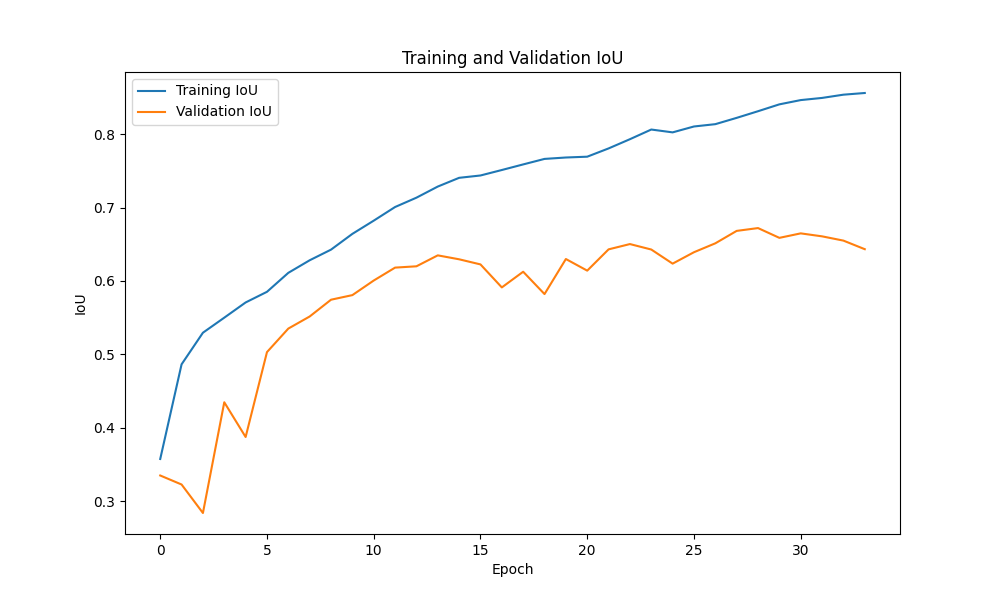 Training and Validation IoU
Training IoU
Validation IoU
0.8
0.7
0.6
0.5
0.4
0.3
IoU
0 5 10 15 20 25 30
Epoch